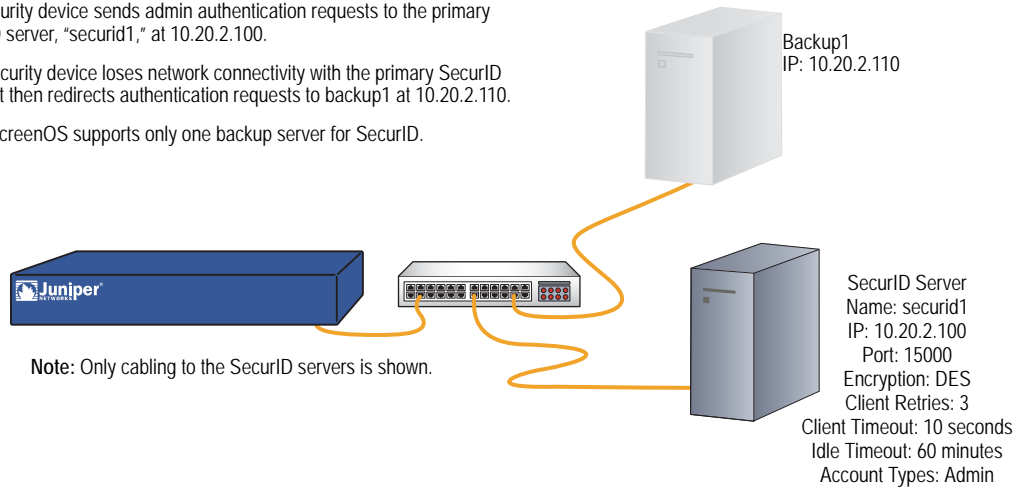 urity device sends admin authentication requests to the primary
server, “securid1,” at 10.20.2.100.
curity device loses network connectivity with the primary SecurID
t then redirects authentication requests to backup1 at 10.20.2.110.
creenOS supports only one backup server for SecurID.
Backup1
IP: 10.20.2.110
Juniper®
NETWORKS
Note: Only cabling to the SecurID servers is shown.
SecurID Server
Name: securid1
IP: 10.20.2.100
Port: 15000
Encryption: DES
Client Retries: 3
Client Timeout: 10 seconds
Idle Timeout: 60 minutes
Account Types: Admin